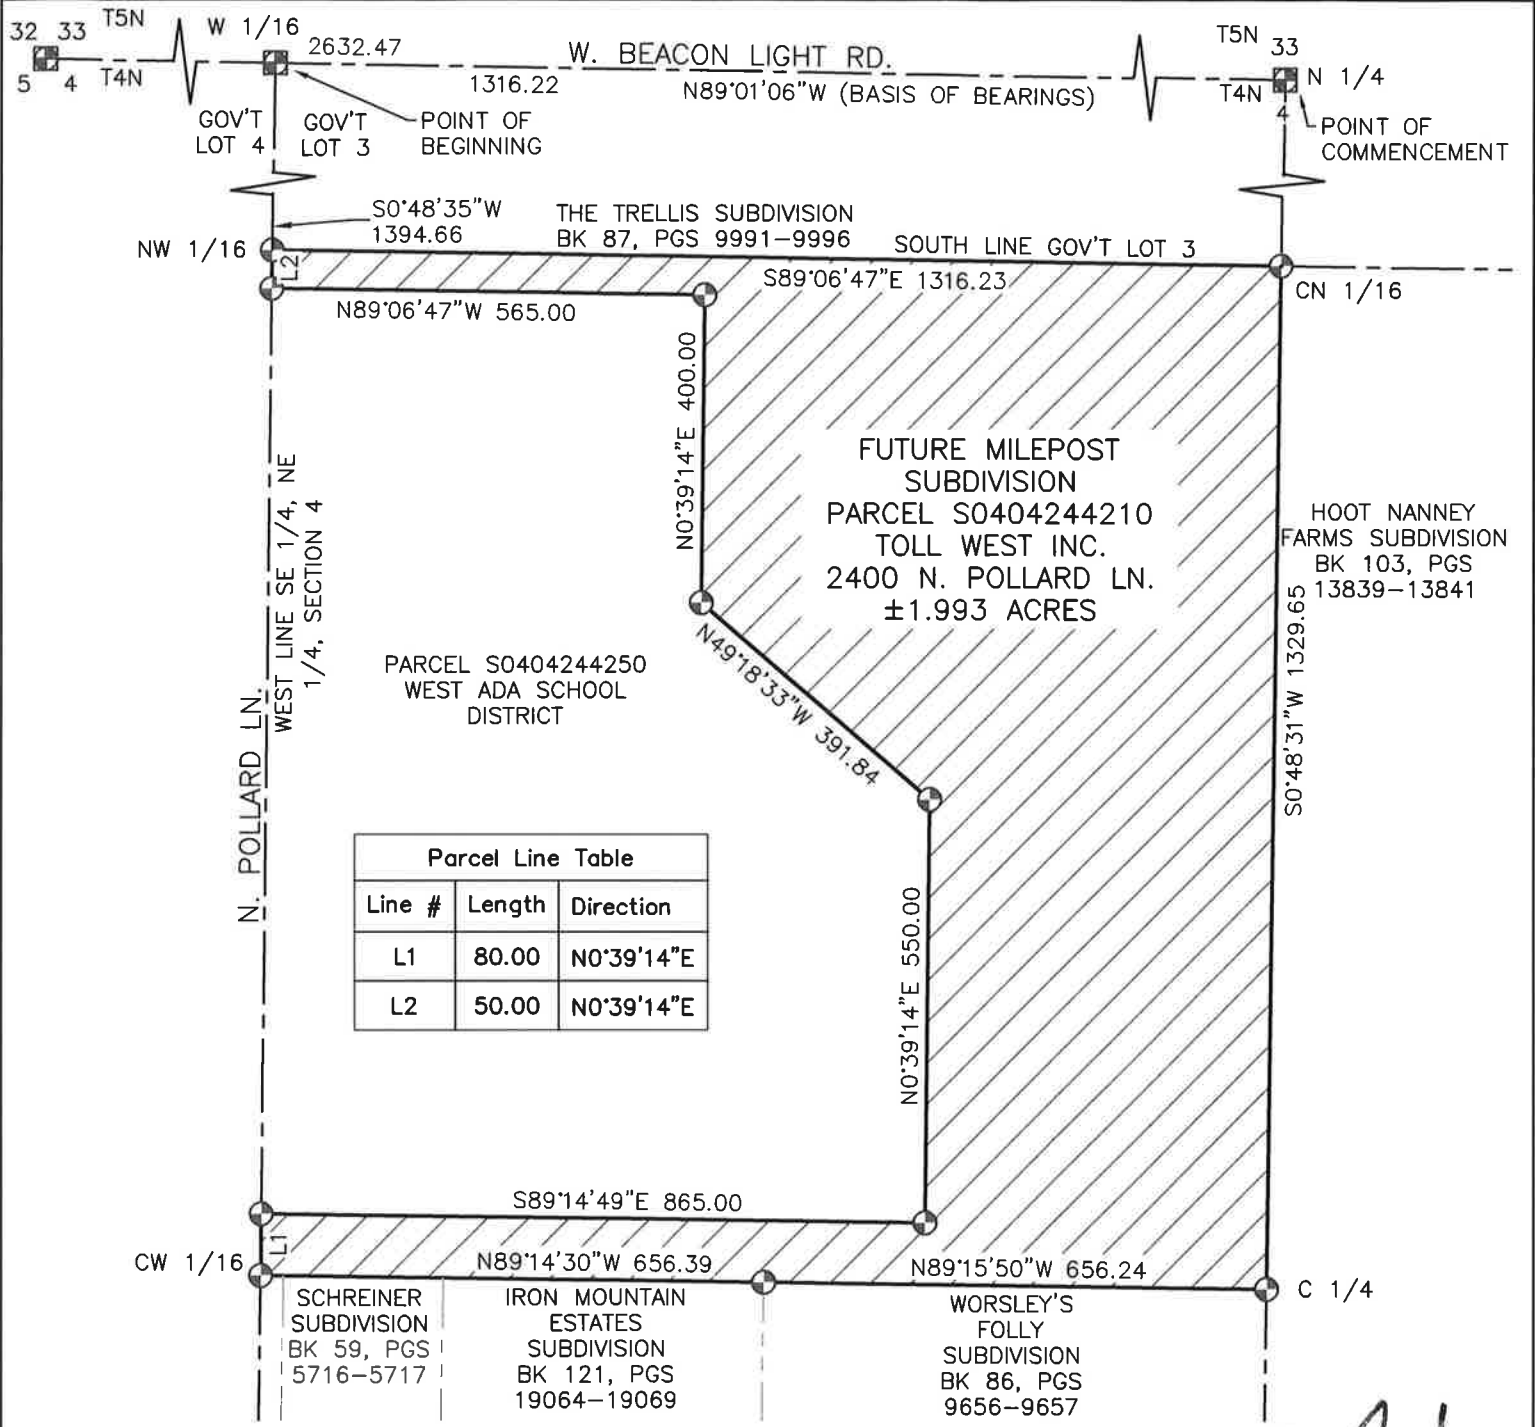 T5N
32 33
5 4 T4N
W 1/16
2632.47
W. BEACON LIGHT RD.
1316.22
N89°01'06"W (BASIS OF BEARINGS)
T5N 33
N 1/4
T4N
4
POINT OF
COMMENCEMENT
GOV'T
LOT 4
GOV'T
LOT 3
POINT OF
BEGINNING
S0°48'35"W
1394.66
THE TRELLIS SUBDIVISION
BK 87, PGS 9991-9996
SOUTH LINE GOV'T LOT 3
NW 1/16
L2
S89°06'47"E 1316.23
CN 1/16
N89°06'47"W 565.00
N0°39'14"E 400.00
FUTURE MILEPOST
SUBDIVISION
PARCEL S0404244210
TOLL WEST INC.
2400 N. POLLARD LN.
±1.993 ACRES
HOOT NANNEY
FARMS SUBDIVISION
BK 103, PGS
13839-13841
S0°48'31"W 1329.65
WEST LINE SE 1/4, NE
1/4, SECTION 4
N. POLLARD LN.
PARCEL S0404244250
WEST ADA SCHOOL
DISTRICT
N49°18'33"W 391.84
Parcel Line Table
Line # Length Direction
L1 80.00 N0°39'14"E
L2 50.00 N0°39'14"E
N0°39'14"E 550.00
S89°14'49"E 865.00
CW 1/16
L1
N89°14'30"W 656.39
N89°15'50"W 656.24
C 1/4
SCHREINER
SUBDIVISION
BK 59, PGS
5716-5717
IRON MOUNTAIN
ESTATES
SUBDIVISION
BK 121, PGS
19064-19069
WORSLEY'S
FOLLY
SUBDIVISION
BK 86, PGS
9656-9657